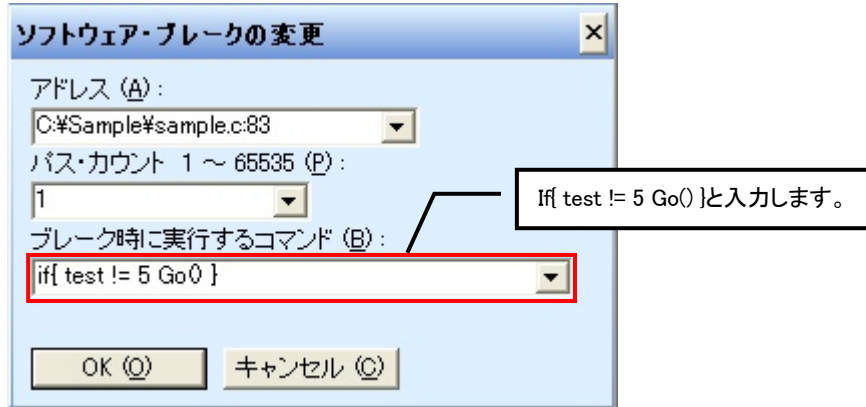 ソフトウェア・ブレークの変更
アドレス (A):
C:¥Sample¥sample.c:83
パス・カウント 1 ～ 65535 (P):
1
If{ test != 5 Go() }と入力します。
ブレーク時に実行するコマンド (B):
if{ test != 5 Go() }
OK (O)
キャンセル (C)